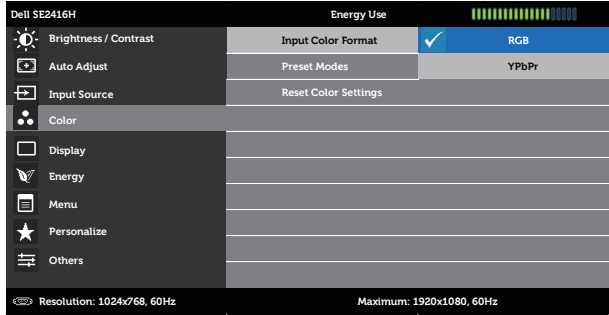 Dell SE2416H Energy Use
Brightness / Contrast Input Color Format RGB
Auto Adjust Preset Modes YPbPr
Input Source Reset Color Settings
Color
Display
Energy
Menu
Personalize
Others
Resolution: 1024x768, 60Hz Maximum: 1920x1080, 60Hz